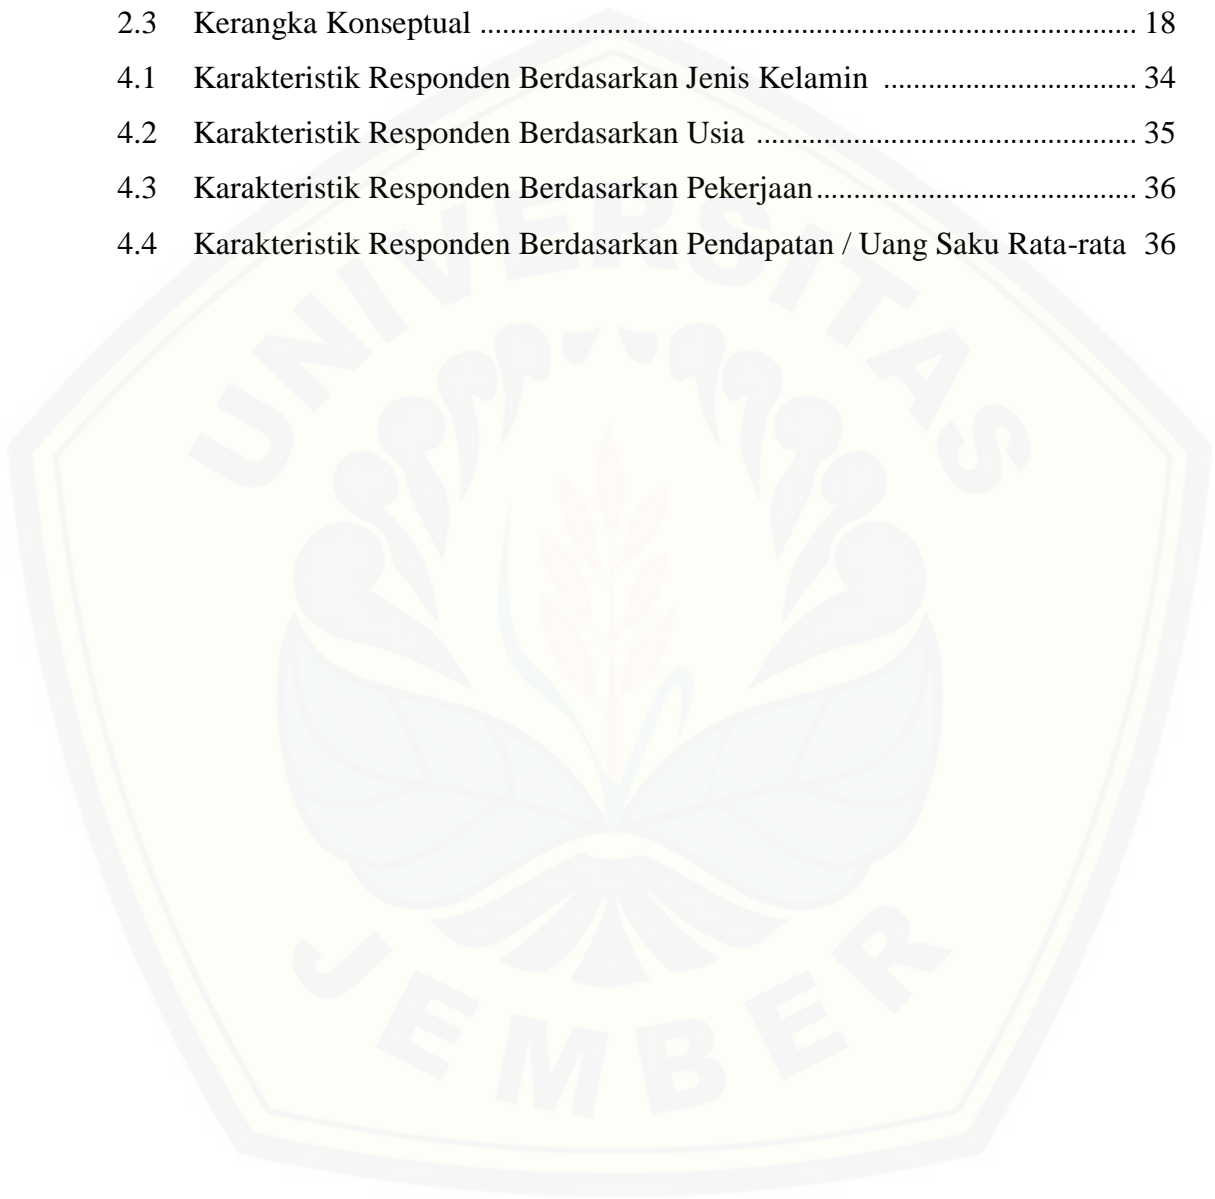 2.3 Kerangka Konseptual ........................................................................ 18
4.1 Karakteristik Responden Berdasarkan Jenis Kelamin .................................. 34
4.2 Karakteristik Responden Berdasarkan Usia ............................................. 35
4.3 Karakteristik Responden Berdasarkan Pekerjaan..................................... 36
4.4 Karakteristik Responden Berdasarkan Pendapatan / Uang Saku Rata-rata 36
UNIVERSITAS
JEMBER